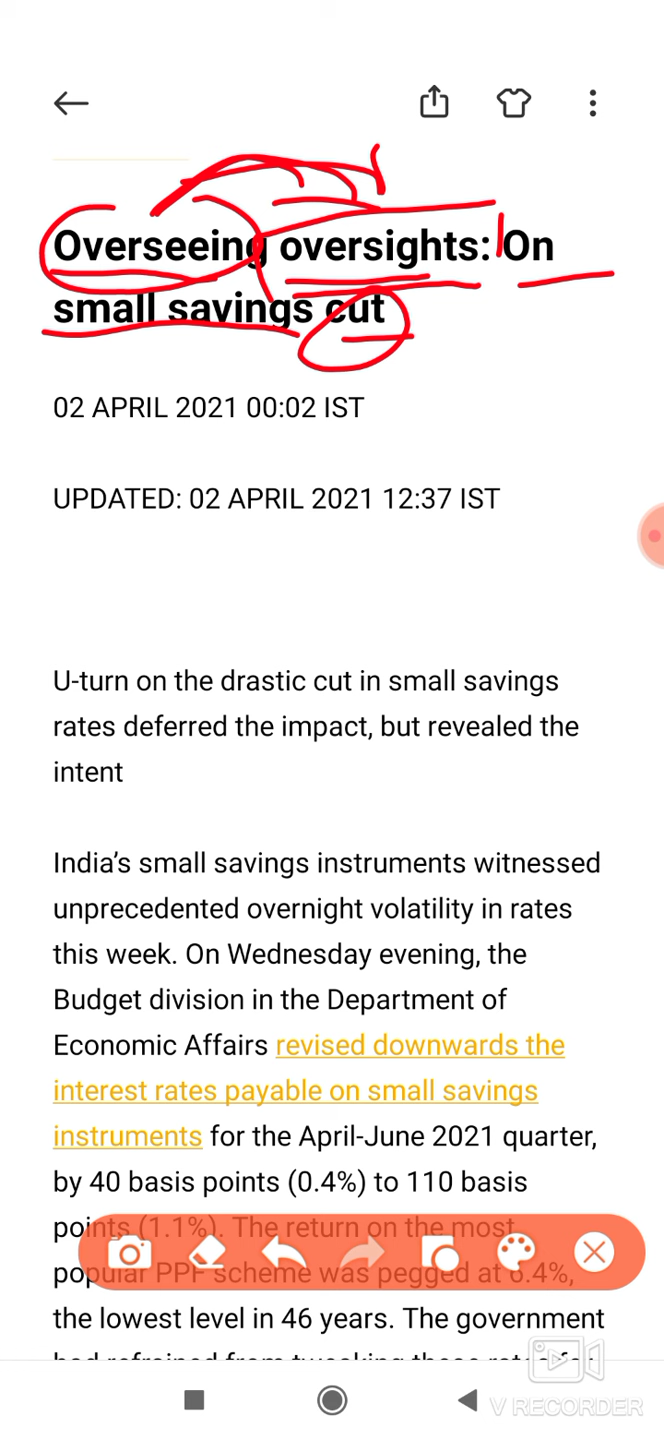 Overseeing oversights: On
small savings cut
02 APRIL 2021 00:02 IST
UPDATED: 02 APRIL 2021 12:37 IST
U-turn on the drastic cut in small savings
rates deferred the impact, but revealed the
intent
India’s small savings instruments witnessed
unprecedented overnight volatility in rates
this week. On Wednesday evening, the
Budget division in the Department of
Economic Affairs revised downwards the
interest rates payable on small savings
instruments for the April-June 2021 quarter,
by 40 basis points (0.4%) to 110 basis
points (1.1%). The return on the most
popular PPF scheme was pegged at 6.4%,
the lowest level in 46 years. The government
V RECORDER